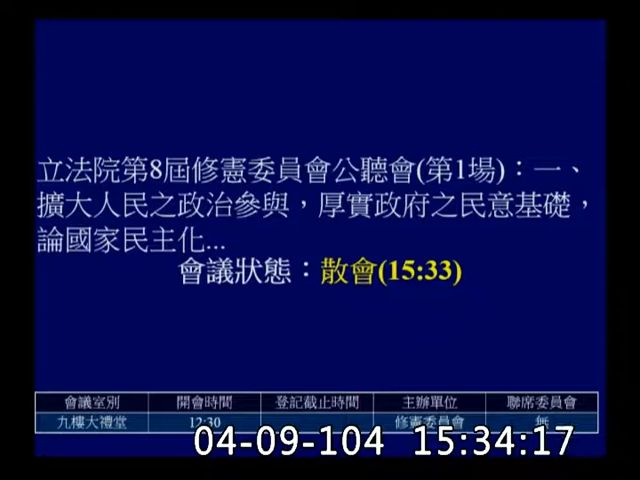 立法院第8屆修憲委員會公聽會(第1場)：一、
擴大人民之政治參與，厚實政府之民意基礎，
論國家民主化...
會議狀態：散會(15:33)
會議室別 開會時間 登記截止時間 主辦單位 聯席委員會
九樓大禮堂 12:30 修憲委員會 無
04-09-104 15:34:17